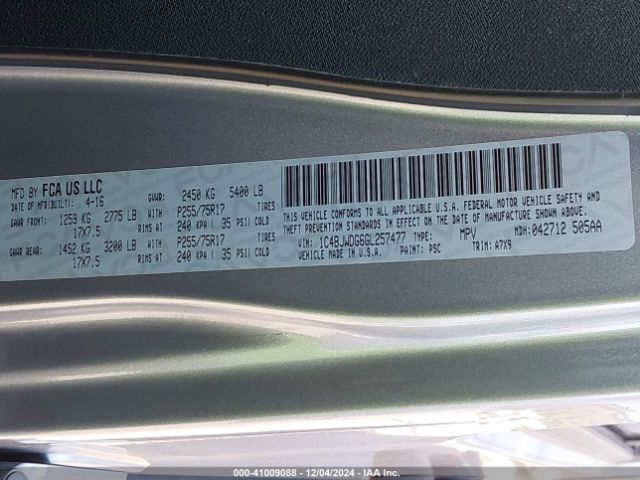 MFD BY FCA US LLC
DATE OF MFR(BUILT): 4-16 GVWR: 2450 KG 5400 LB
GAWR FRONT: 1259 KG 2775 LB WITH P255/75R17 TIRES
17X7.5 RIMS AT 240 KPA ( 35 PSI) COLD
GAWR REAR: 1452 KG 3200 LB WITH P255/75R17 TIRES
17X7.5 RIMS AT 240 KPA ( 35 PSI) COLD
THIS VEHICLE CONFORMS TO ALL APPLICABLE U.S.A. FEDERAL MOTOR VEHICLE SAFETY AND
THEFT PREVENTION STANDARDS IN EFFECT ON THE DATE OF MANUFACTURE SHOWN ABOVE.
VIN: 1C4BJWDG6GL257477 TYPE: MPV MDH: 042712 505AA
VEHICLE MADE IN U.S.A. PAINT: PSC TRIM: A7X9
000-41009088 - 12/04/2024 - IAA Inc.